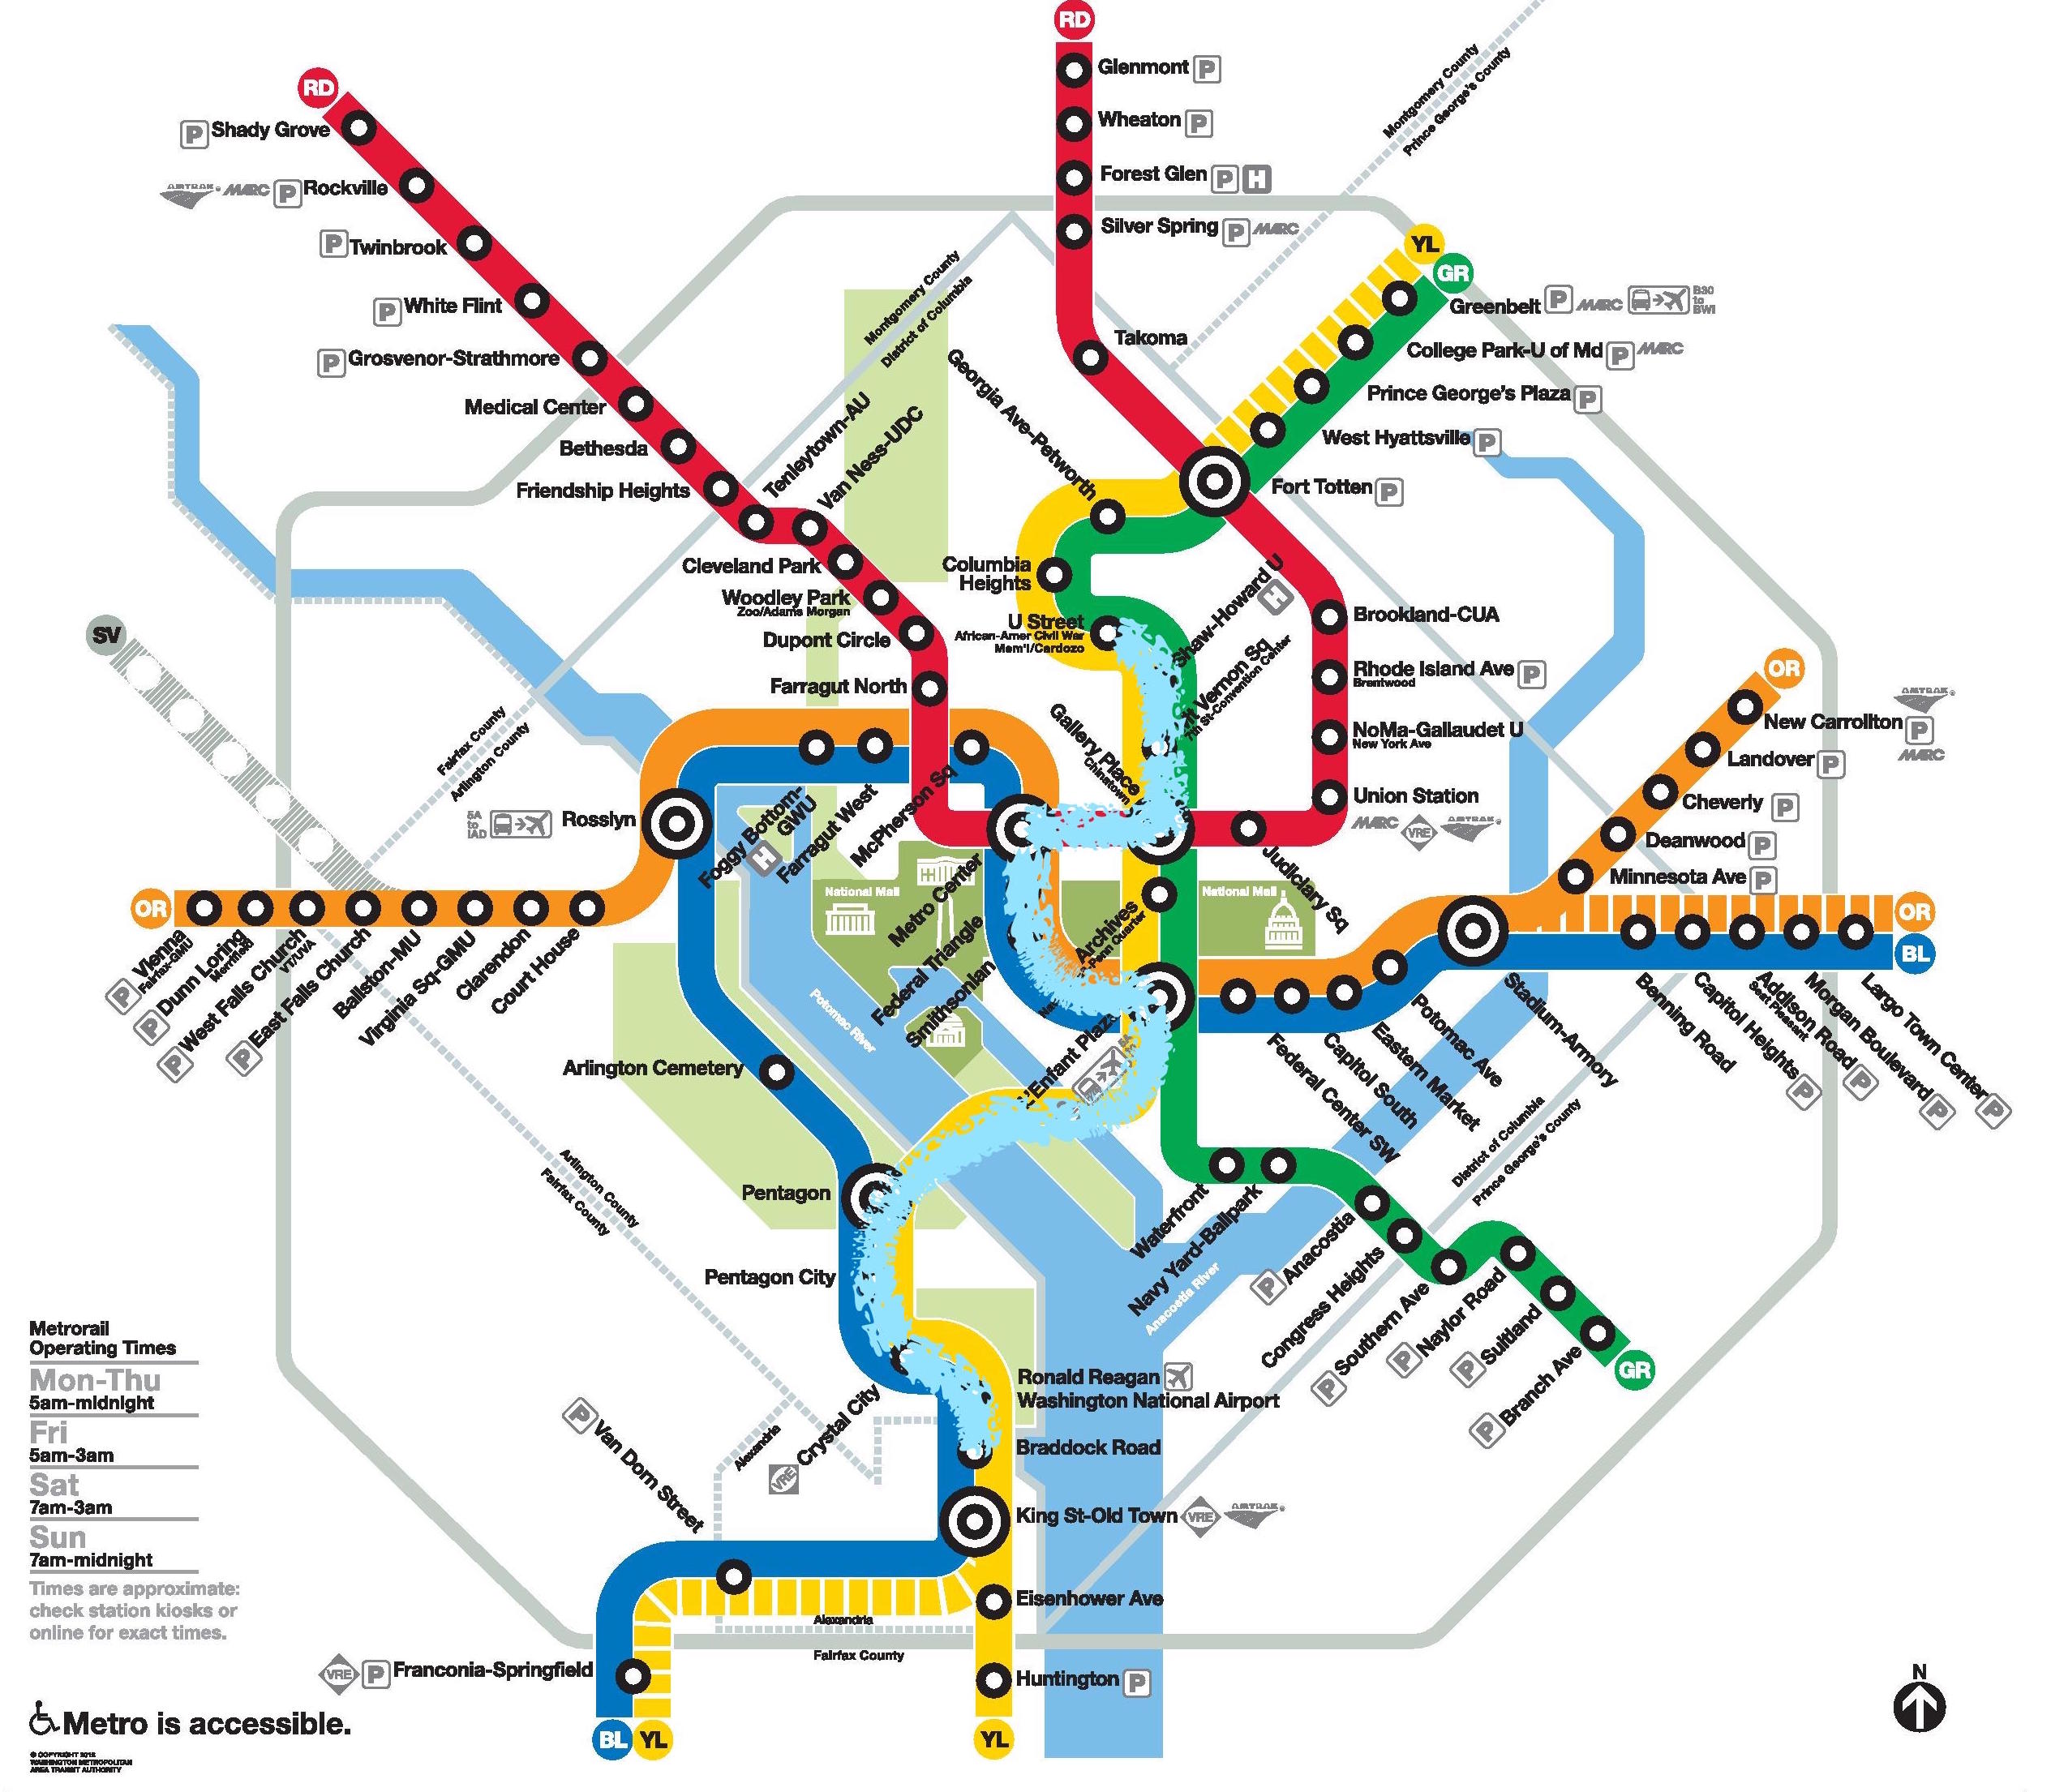 RD
Glenmont P
Wheaton P
Forest Glen P H
Silver Spring P MARC
Takoma
Montgomery County
Prince George's County
RD
P Shady Grove
AMTRAK MARC P Rockville
P Twinbrook
P White Flint
P Grosvenor-Strathmore
Medical Center
Bethesda
Friendship Heights
Tenleytown-AU
Van Ness-UDC
Cleveland Park
Woodley Park
Zoo/Adams Morgan
Dupont Circle
Farragut North
Montgomery County
District of Columbia
YL
GR
Greenbelt P MARC B30 to BWI
College Park-U of Md P MARC
Prince George's Plaza P
West Hyattsville P
Fort Totten P
Georgia Ave-Petworth
Columbia
Heights
U Street
African-Amer Civil War
Mem'l/Cardozo
Shaw-Howard U
H
Vernon Sq
7th St-Convention Center
Gallery Place
Chinatown
Brookland-CUA
Rhode Island Ave P
Brentwood
NoMa-Gallaudet U
New York Ave
Union Station
MARC VRE AMTRAK
Judiciary Sq
OR
New Carrollton P
AMTRAK
MARC
Landover P
Cheverly P
Deanwood P
Minnesota Ave P
SV
Fairfax County
Arlington County
5A to IAD
Rosslyn
Foggy Bottom-
GWU
H
Farragut West
McPherson Sq
Metro Center
Federal Triangle
Smithsonian
National Mall
National Mall
Archives
L'Enfant Plaza
Potomac River
OR
P Vienna
Fairfax-GMU
P Dunn Loring
Merrifield
P West Falls Church
VT/UVA
P East Falls Church
Ballston-MU
Virginia Sq-GMU
Clarendon
Court House
Arlington Cemetery
Pentagon
Pentagon City
Arlington County
Fairfax County
OR
BL
Federal Center SW
Capitol South
Eastern Market
Potomac Ave
Stadium-Armory
Benning Road
Capitol Heights P
Addison Road P
Seat Pleasant
Morgan Boulevard P
Largo Town Center P
District of Columbia
Prince George's County
Waterfront
Navy Yard-Ballpark
Anacostia River
P Anacostia
Congress Heights
P Southern Ave
P Naylor Road
P Suitland
P Branch Ave
GR
VRE Crystal City
Ronald Reagan
Washington National Airport
Braddock Road
King St-Old Town VRE AMTRAK
Eisenhower Ave
Huntington P
YL
P Van Dorn Street
Alexandria
Alexandria
Fairfax County
VRE P Franconia-Springfield
BL YL
Metrorail
Operating Times
Mon-Thu
5am-midnight
Fri
5am-3am
Sat
7am-3am
Sun
7am-midnight
Times are approximate:
check station kiosks or
online for exact times.
Metro is accessible.
© COPYRIGHT 2012
WASHINGTON METROPOLITAN
AREA TRANSIT AUTHORITY
N